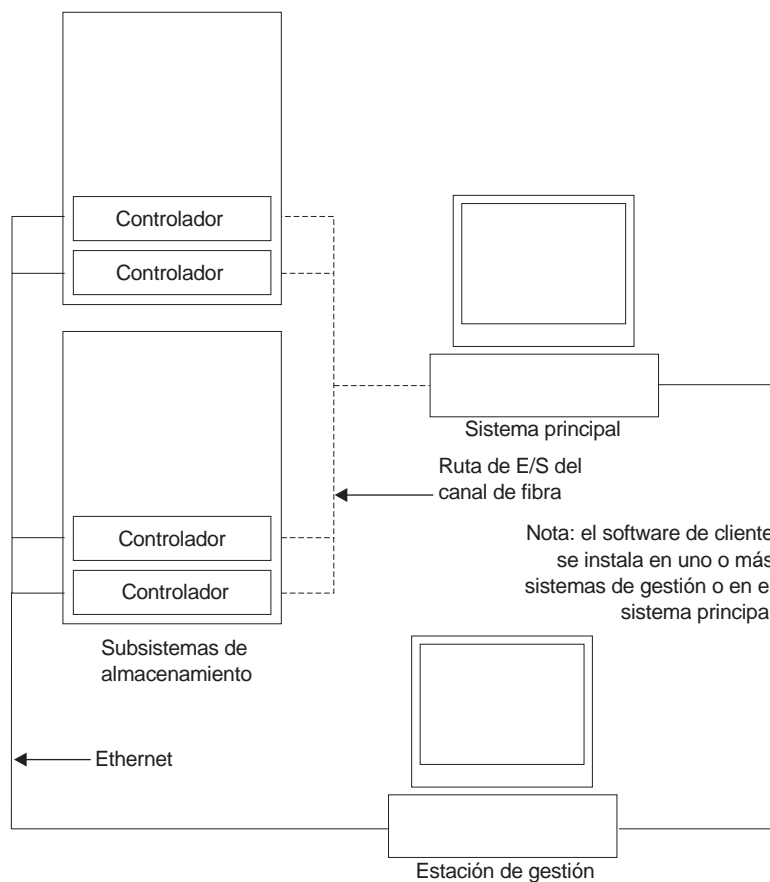 Controlador
Controlador
Sistema principal
Ruta de E/S del
canal de fibra
Controlador
Controlador
Nota: el software de cliente
se instala en uno o más
sistemas de gestión o en e
sistema principa
Subsistemas de
almacenamiento
Ethernet
Estación de gestión